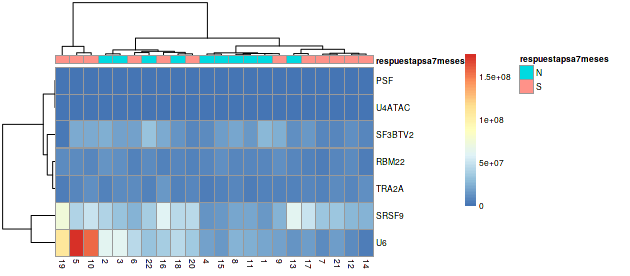 respuestapsa7meses
PSF
U4ATAC
SF3BTV2
RBM22
TRA2A
SRSF9
U6
19 5 10 2 3 6 22 16 18 20 4 15 8 11 1 9 13 17 7 21 12 14
1.5e+08
1e+08
5e+07
0
respuestapsa7meses
N
S